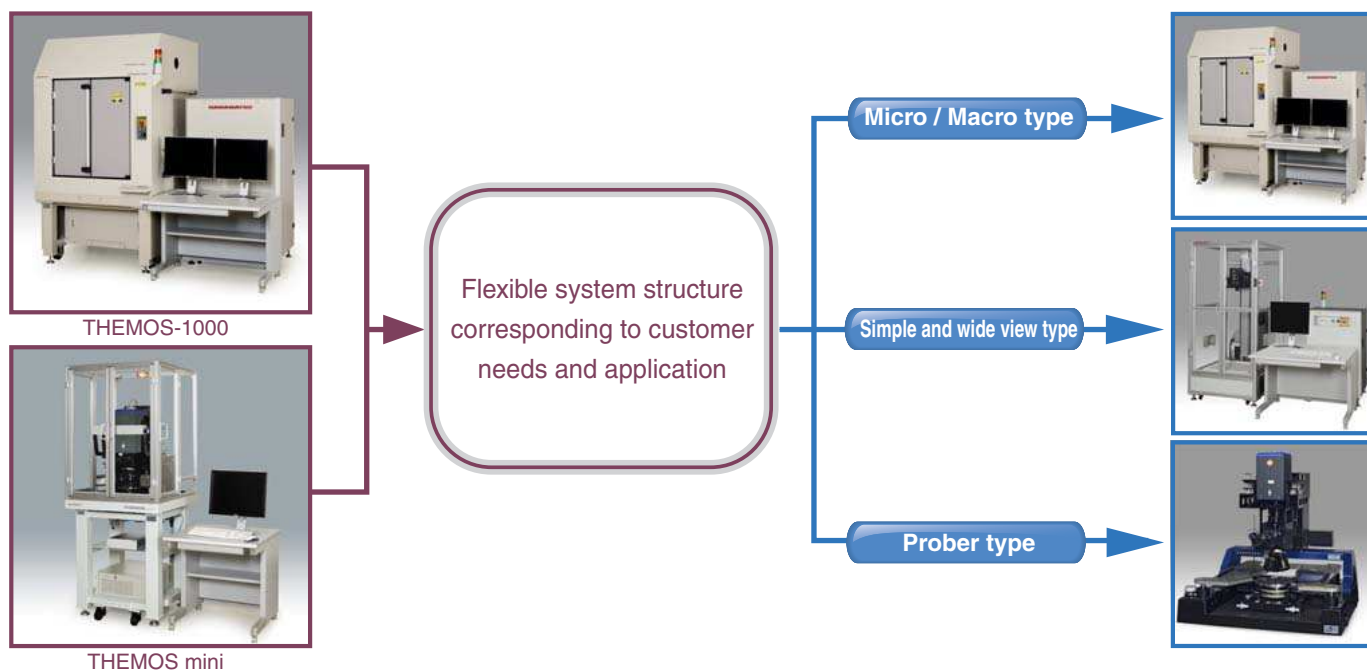 THEMOS-1000
THEMOS mini
Flexible system structure
corresponding to customer
needs and application
Micro / Macro type
Simple and wide view type
Prober type